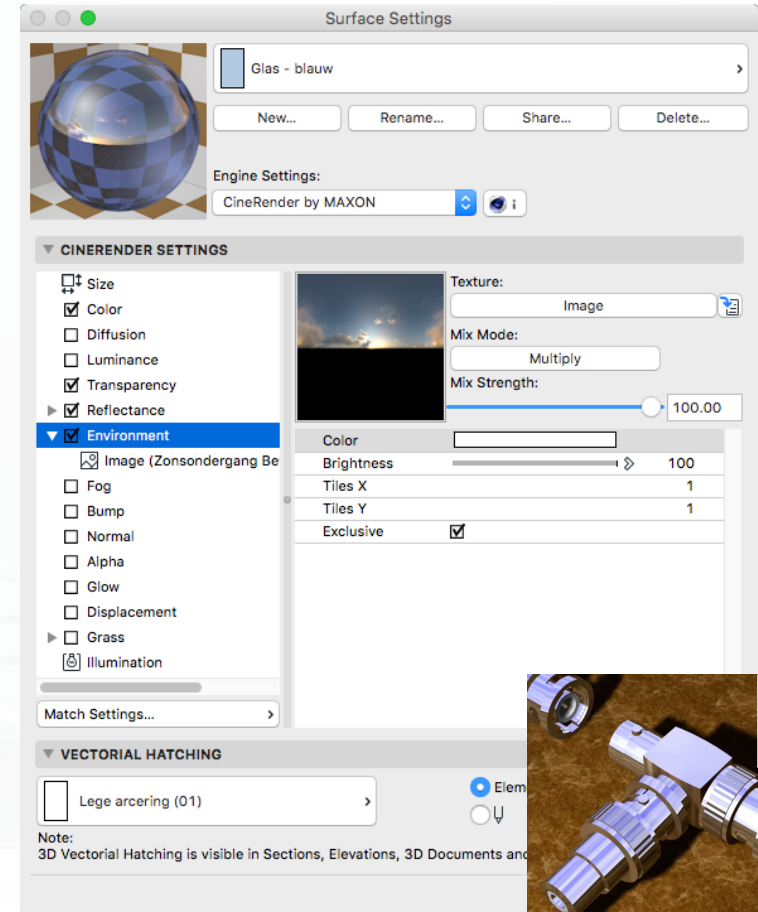 Surface Settings
Glas - blauw
New...
Rename...
Share...
Delete...
Engine Settings:
CineRender by MAXON
i
CINERENDER SETTINGS
Size
Color
Diffusion
Luminance
Transparency
Reflectance
Environment
Image (Zonsondergang Be
Fog
Bump
Normal
Alpha
Glow
Displacement
Grass
Illumination
Match Settings...
Texture:
Image
Mix Mode:
Multiply
Mix Strength:
100.00
Color
Brightness 100
Tiles X 1
Tiles Y 1
Exclusive
VECTORIAL HATCHING
Lege arcering (01)
Elem
Note:
3D Vectorial Hatching is visible in Sections, Elevations, 3D Documents and